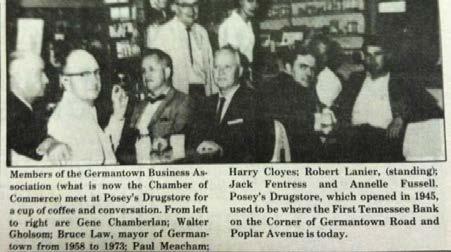 Members of the Germantown Business As-
sociation (what is now the Chamber of
Commerce) meet at Posey's Drugstore for
a cup of coffee and conversation. From left
to right are Gene Chamberlan; Walter
Gholsom; Bruce Law, mayor of German-
town from 1958 to 1973; Paul Meacham;
Harry Cloyes; Robert Lanier, (standing);
Jack Fentress and Annelle Fussell.
Posey's Drugstore, which opened in 1945,
used to be where the First Tennessee Bank
on the Corner of Germantown Road and
Poplar Avenue is today.